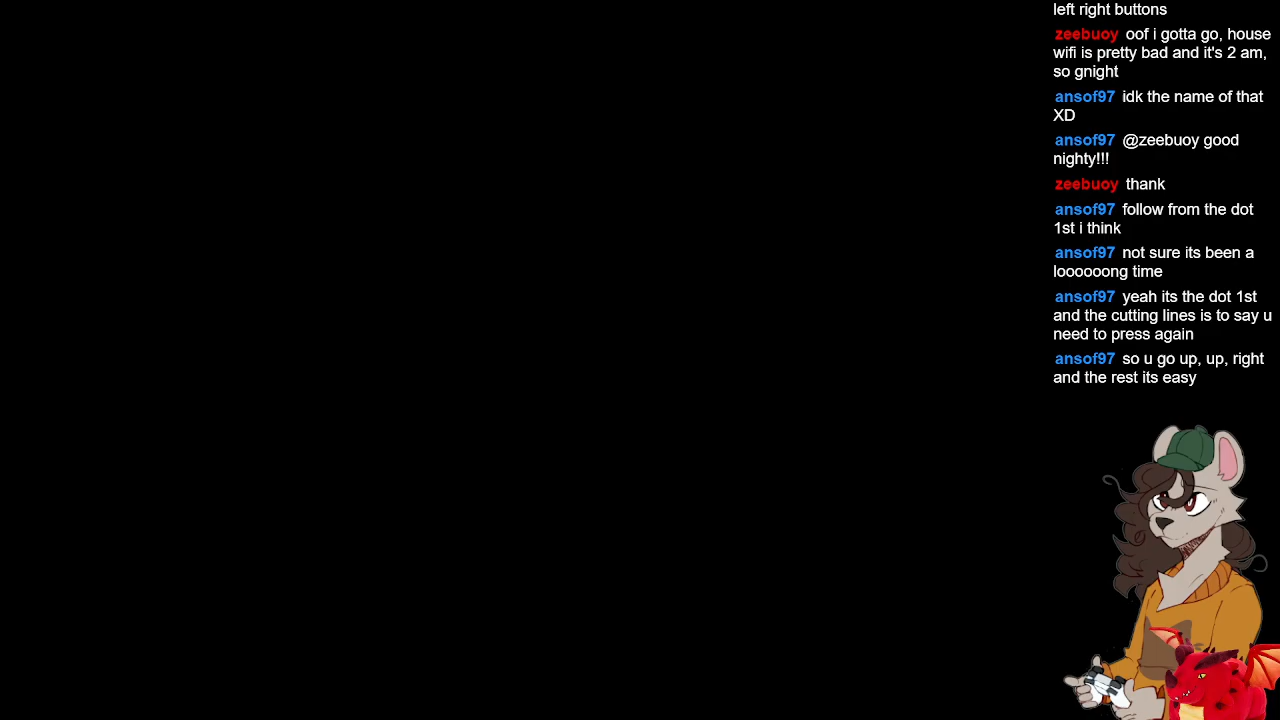 left right buttons
zeebuoy oof i gotta go, house
wifi is pretty bad and it's 2 am,
so gnight
ansof97 idk the name of that
XD
ansof97 @zeebuoy good
nighty!!!
zeebuoy thank
ansof97 follow from the dot
1st i think
ansof97 not sure its been a
loooooong time
ansof97 yeah its the dot 1st
and the cutting lines is to say u
need to press again
ansof97 so u go up, up, right
and the rest its easy